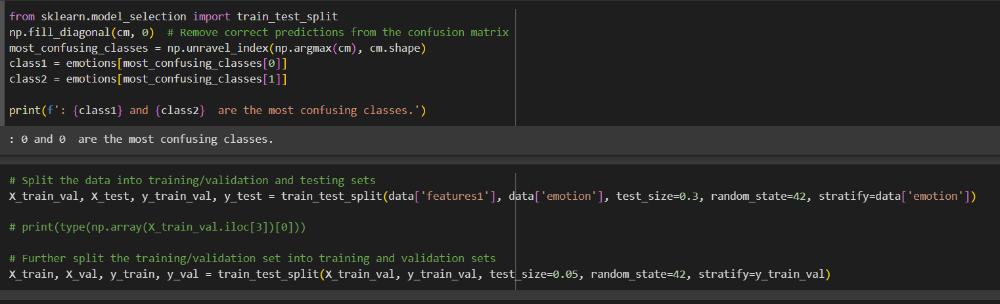 from sklearn.model_selection import train_test_split
np.fill_diagonal(cm, 0)  # Remove correct predictions from the confusion matrix
most_confusing_classes = np.unravel_index(np.argmax(cm), cm.shape)
class1 = emotions[most_confusing_classes[0]]
class2 = emotions[most_confusing_classes[1]]
print(f': {class1} and {class2}  are the most confusing classes.')
: 0 and 0  are the most confusing classes.
# Split the data into training/validation and testing sets
X_train_val, X_test, y_train_val, y_test = train_test_split(data['features1'], data['emotion'], test_size=0.3, random_state=42, stratify=data['emotion'])
# print(type(np.array(X_train_val.iloc[3])[0]))
# Further split the training/validation set into training and validation sets
X_train, X_val, y_train, y_val = train_test_split(X_train_val, y_train_val, test_size=0.05, random_state=42, stratify=y_train_val)